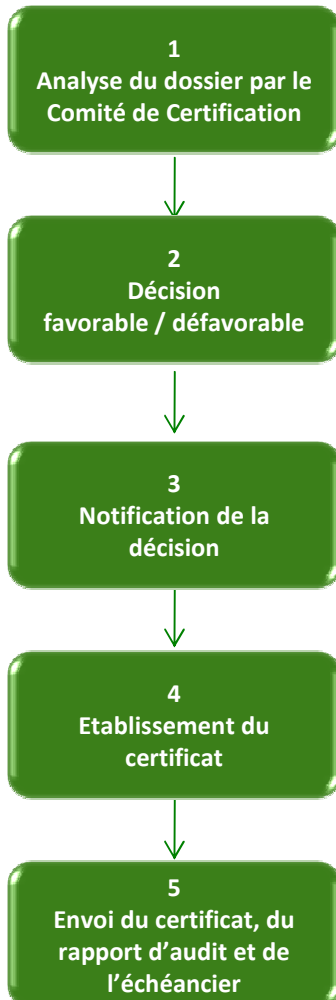 1
Analyse du dossier par le
Comité de Certification
2
Décision
favorable / défavorable
3
Notification de la
décision
4
Etablissement du
certificat
5
Envoi du certificat, du
rapport d’audit et de
l’échéancier